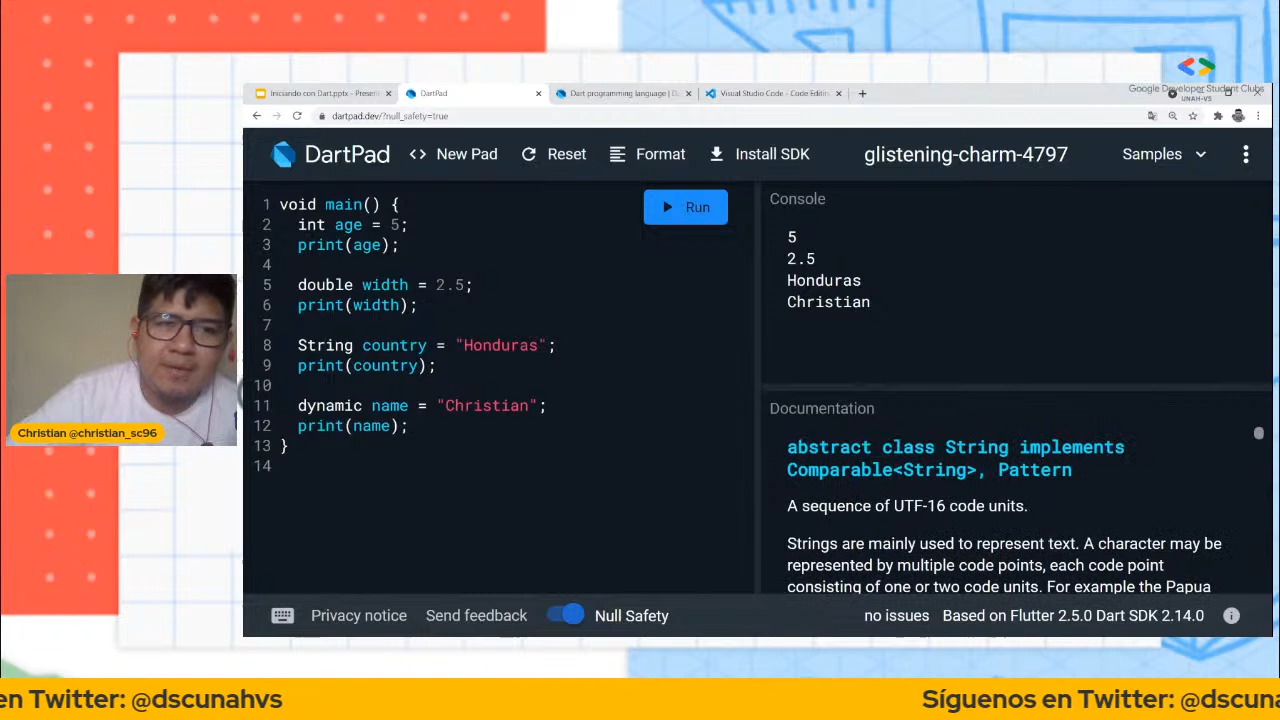 Iniciando con Dart.pptx - Present
DartPad
Dart programming language | D
Visual Studio Code - Code Editin
Google Developer Student Clubs
UNAH-VS
dartpad.dev/?null_safety=true
DartPad
<> New Pad
Reset
Format
Install SDK
glistening-charm-4797
Samples
1 void main() {
2 int age = 5;
3 print(age);
4
5 double width = 2.5;
6 print(width);
7
8 String country = "Honduras";
9 print(country);
10
11 dynamic name = "Christian";
12 print(name);
13 }
14
Run
Console
5
2.5
Honduras
Christian
Documentation
abstract class String implements
Comparable<String>, Pattern
A sequence of UTF-16 code units.
Strings are mainly used to represent text. A character may be
represented by multiple code points, each code point
consisting of one or two code units. For example the Papua
Christian @christian_sc96
Privacy notice
Send feedback
Null Safety
no issues
Based on Flutter 2.5.0 Dart SDK 2.14.0
en Twitter: @dscunahvs
Síguenos en Twitter: @dscuna